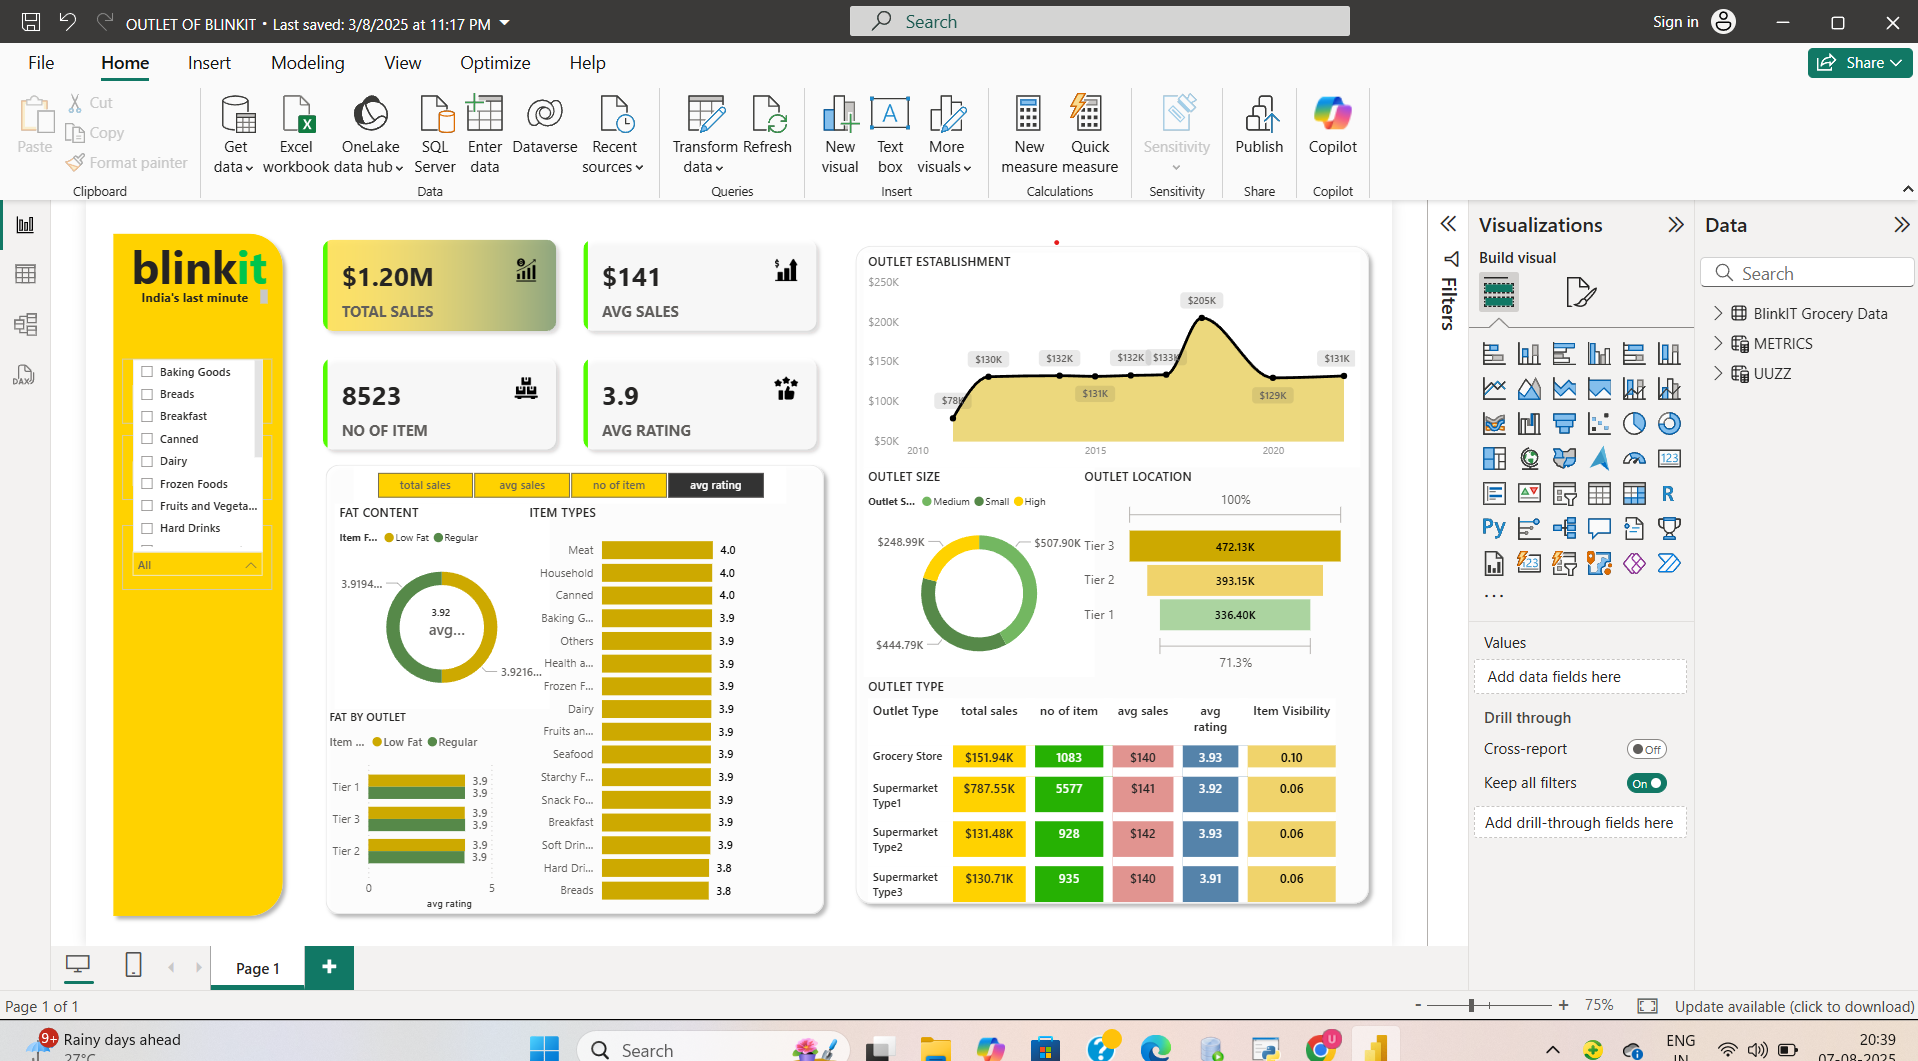 OUTLET OF BLINKIT • Last saved: 3/8/2025 at 11:17 PM
Search
Sign in
File
Home
Insert
Modeling
View
Optimize
Help
Share
Paste
Cut
Copy
Format painter
Clipboard
Get data
Excel workbook
OneLake data hub
SQL Server
Enter data
Dataverse
Recent sources
Data
Transform data
Refresh
Queries
New visual
Text box
More visuals
Insert
New measure
Quick measure
Calculations
Sensitivity
Sensitivity
Publish
Share
Copilot
Copilot
DAX
blinkit
India's last minute
Baking Goods
Breads
Breakfast
Canned
Dairy
Frozen Foods
Fruits and Vegeta...
Hard Drinks
All
$1.20M
TOTAL SALES
$141
AVG SALES
8523
NO OF ITEM
3.9
AVG RATING
total sales
avg sales
no of item
avg rating
FAT CONTENT
Item F...
Low Fat
Regular
3.9194...
3.92
avg...
3.9216...
FAT BY OUTLET
Item ...
Low Fat
Regular
Tier 1
3.9
3.9
Tier 3
3.9
3.9
Tier 2
3.9
3.9
0
5
avg rating
ITEM TYPES
Meat 4.0
Household 4.0
Canned 4.0
Baking G... 3.9
Others 3.9
Health a... 3.9
Frozen F... 3.9
Dairy 3.9
Fruits an... 3.9
Seafood 3.9
Starchy F... 3.9
Snack Fo... 3.9
Breakfast 3.9
Soft Drin... 3.9
Hard Dri... 3.8
Breads 3.8
OUTLET ESTABLISHMENT
$250K
$200K
$150K
$100K
$50K
$78K
$130K
$132K
$131K
$132K
$133K
$205K
$129K
$131K
2010
2015
2020
OUTLET SIZE
Outlet S...
Medium
Small
High
$248.99K
$507.90K
$444.79K
OUTLET LOCATION
100%
Tier 3 472.13K
Tier 2 393.15K
Tier 1 336.40K
71.3%
OUTLET TYPE
Outlet Type total sales no of item avg sales avg rating Item Visibility
Grocery Store $151.94K 1083 $140 3.93 0.10
Supermarket Type1 $787.55K 5577 $141 3.92 0.06
Supermarket Type2 $131.48K 928 $142 3.93 0.06
Supermarket Type3 $130.71K 935 $140 3.91 0.06
Filters
Visualizations
Build visual
123
R
Py
123
...
Values
Add data fields here
Drill through
Cross-report
Off
Keep all filters
On
Add drill-through fields here
Data
Search
BlinkIT Grocery Data
METRICS
UUZZ
Page 1
Page 1 of 1
- + 75%
Update available (click to download)
9+
Rainy days ahead
27°C
Search
U
ENG
IN
20:39
07-08-2025